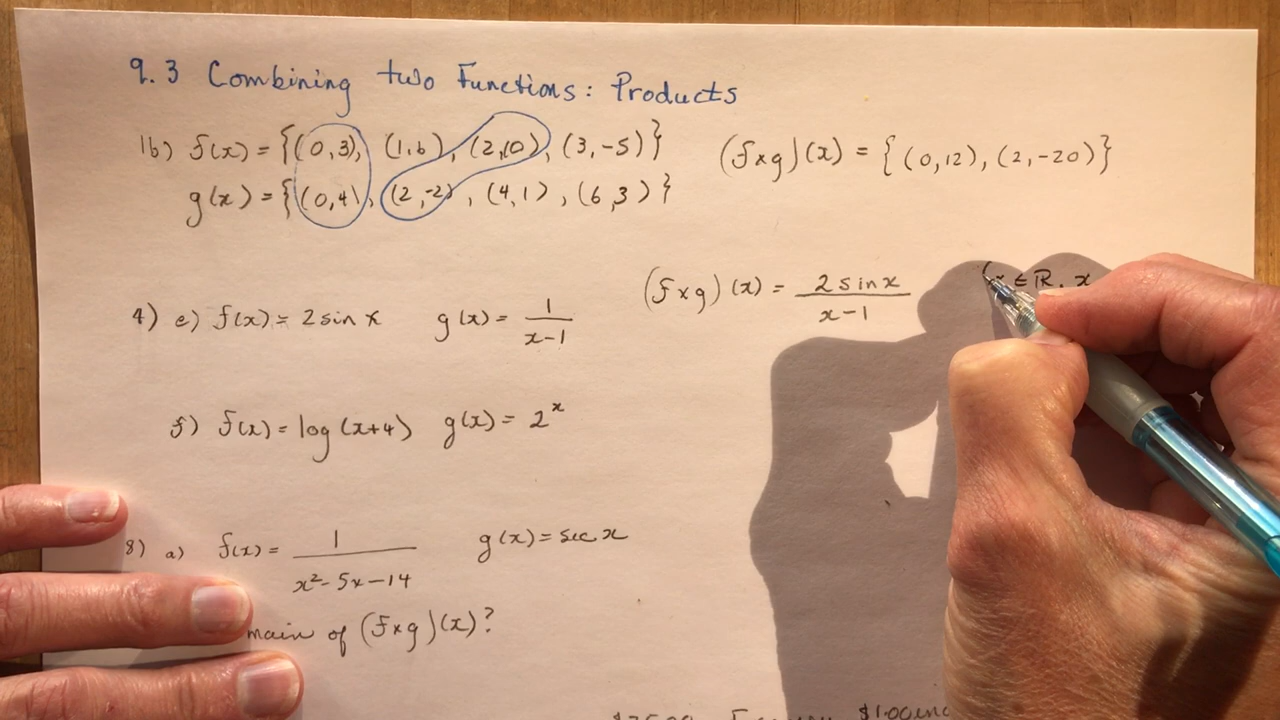 9.3 Combining two Functions: Products
1b) f(x) = {(0,3), (1,6), (2,10), (3,-5)} (f×g)(x) = {(0,12), (2,-20)}
g(x) = {(0,4), (2,-2), (4,1), (6,3)}
(f×g)(x) = 2sinx / x-1 (x ∈ ℝ, x
4) e) f(x) = 2sin x g(x) = 1 / x-1
f) f(x) = log(x+4) g(x) = 2^x
8) a) f(x) = 1 / x²-5x-14 g(x) = sec x
main of (f×g)(x)?